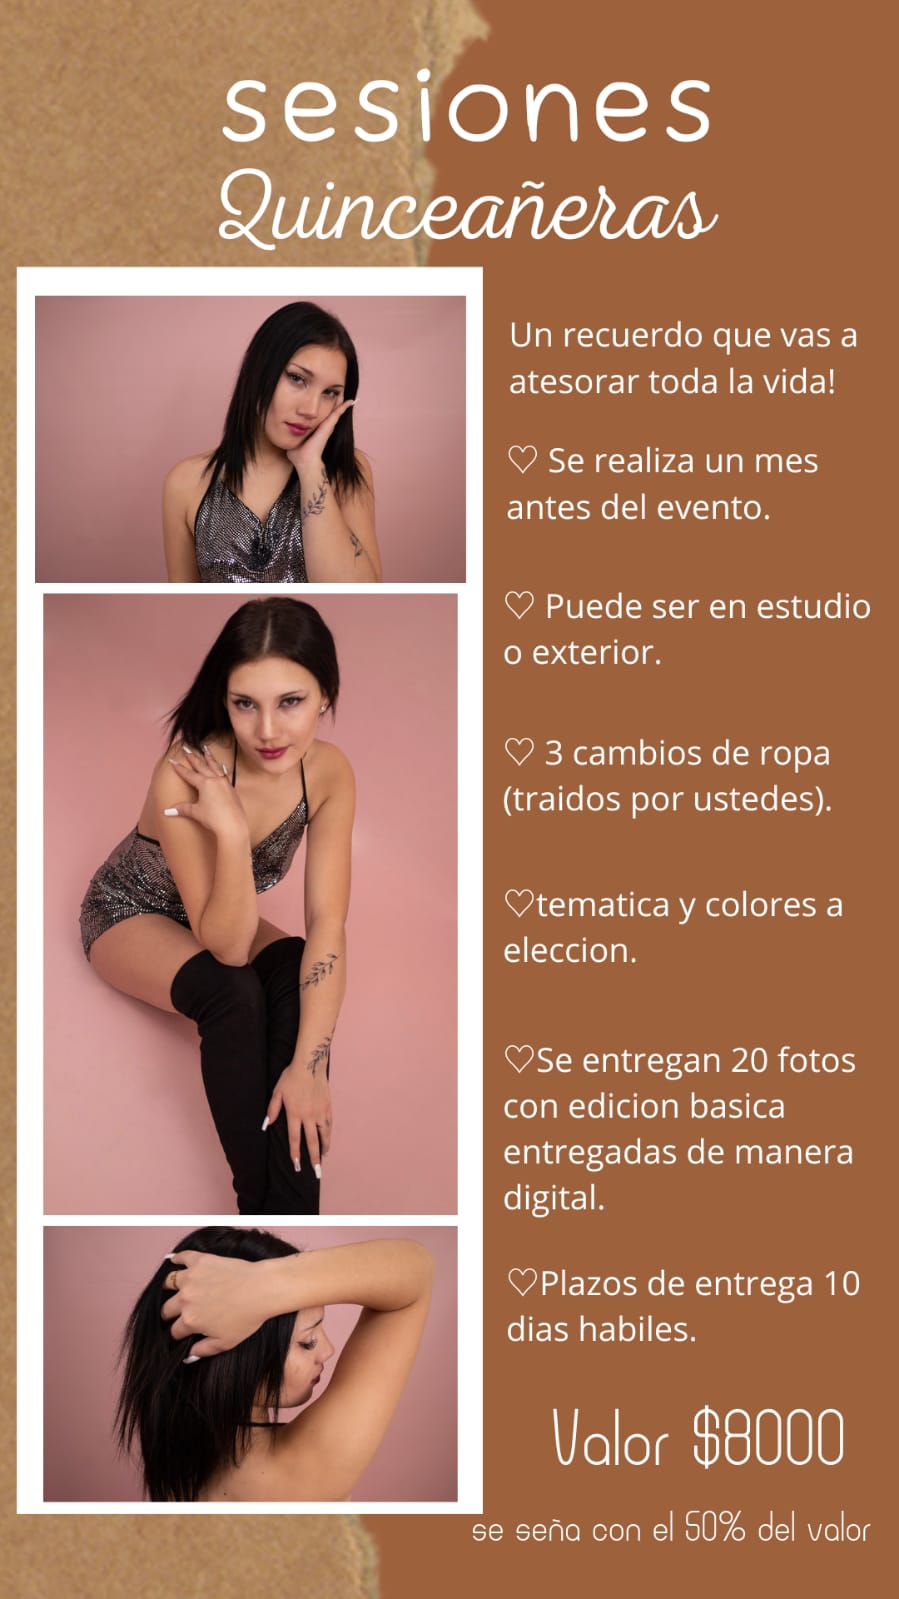 sesiones
Quinceañeras
Un recuerdo que vas a
atesorar toda la vida!
♡ Se realiza un mes
antes del evento.
♡ Puede ser en estudio
o exterior.
♡ 3 cambios de ropa
(traidos por ustedes).
♡tematica y colores a
eleccion.
♡Se entregan 20 fotos
con edicion basica
entregadas de manera
digital.
♡Plazos de entrega 10
dias habiles.
Valor $8000
se seña con el 50% del valor